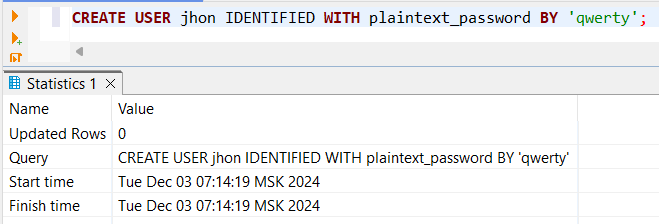 CREATE USER jhon IDENTIFIED WITH plaintext_password BY 'qwerty';
Statistics 1
Name Value
Updated Rows 0
Query CREATE USER jhon IDENTIFIED WITH plaintext_password BY 'qwerty'
Start time Tue Dec 03 07:14:19 MSK 2024
Finish time Tue Dec 03 07:14:19 MSK 2024